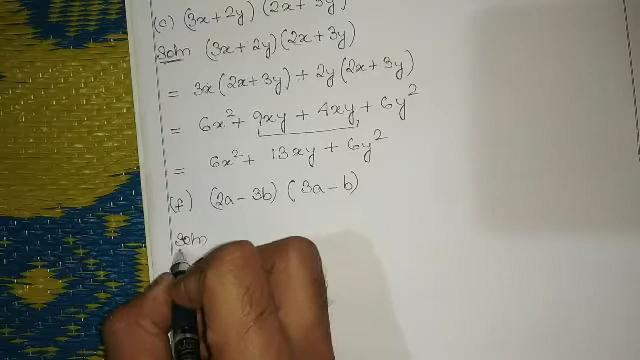 (c) (3x+2y) (2x+3y)
Soln (3x+2y)(2x+3y)
= 3x(2x+3y) + 2y(2x+3y)
= 6x² + 9xy + 4xy + 6y²
= 6x² + 13xy + 6y²
(f) (2a-3b) (3a-b)
Soln